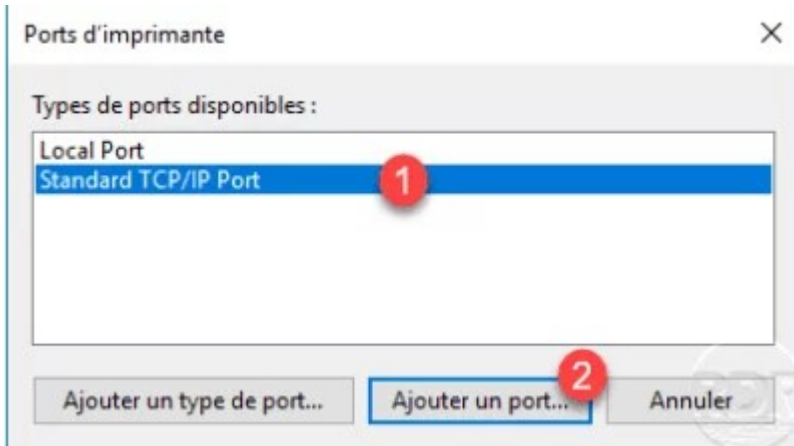 Ports d'imprimante
Types de ports disponibles :
Local Port
Standard TCP/IP Port
1
2
Ajouter un type de port... Ajouter un port... Annuler
RDR